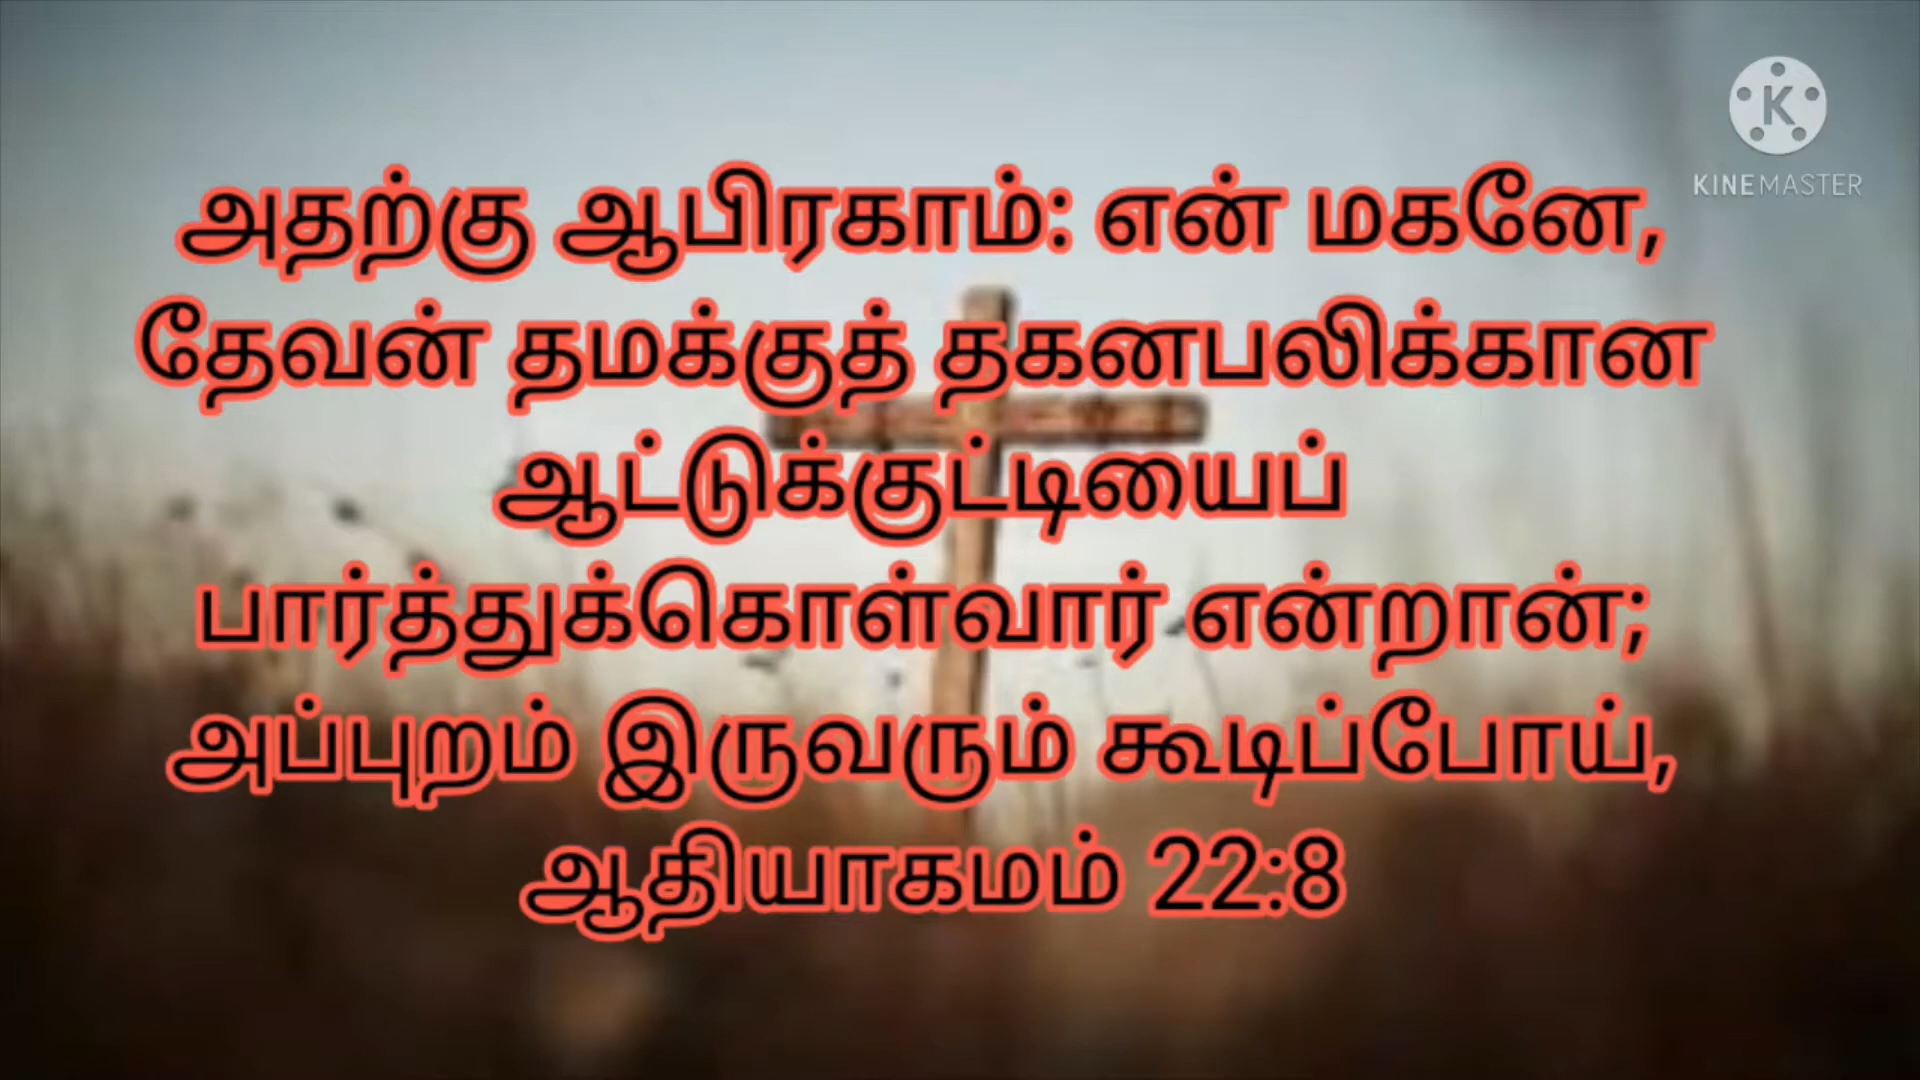 KINEMASTER
அதற்கு ஆபிரகாம்: என் மகனே,
தேவன் தமக்குத் தகனபலிக்கான
ஆட்டுக்குட்டியைப்
பார்த்துக்கொள்வார் என்றான்;
அப்புறம் இருவரும் கூடிப்போய்,
ஆதியாகமம் 22:8